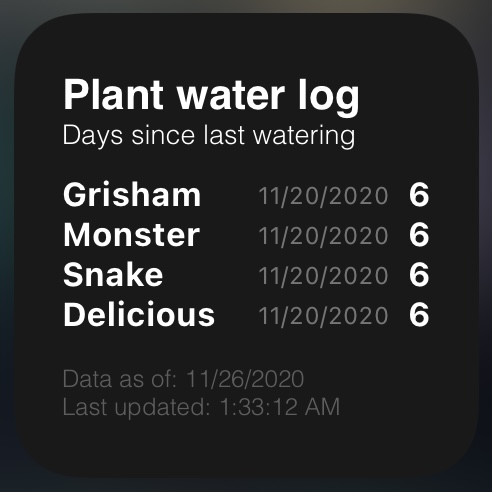 Plant water log
Days since last watering
Grisham 11/20/2020 6
Monster 11/20/2020 6
Snake 11/20/2020 6
Delicious 11/20/2020 6
Data as of: 11/26/2020
Last updated: 1:33:12 AM